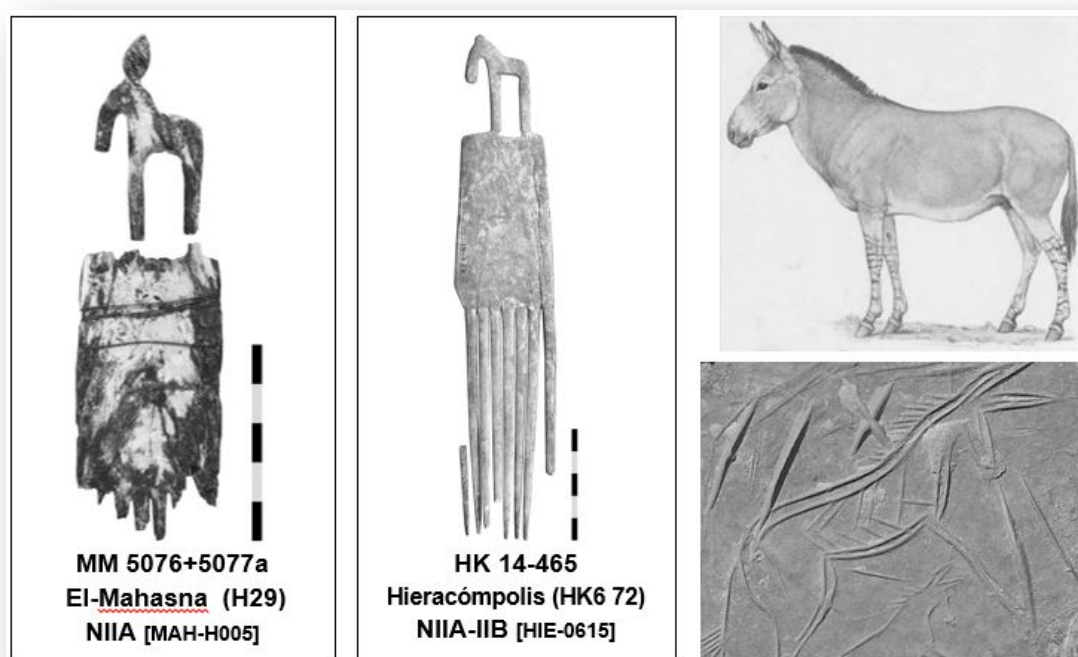 MM 5076+5077a
El-Mahasna (H29)
NIIA [MAH-H005]
HK 14-465
Hieracómpolis (HK6 72)
NIIA-IIB [HIE-0615]